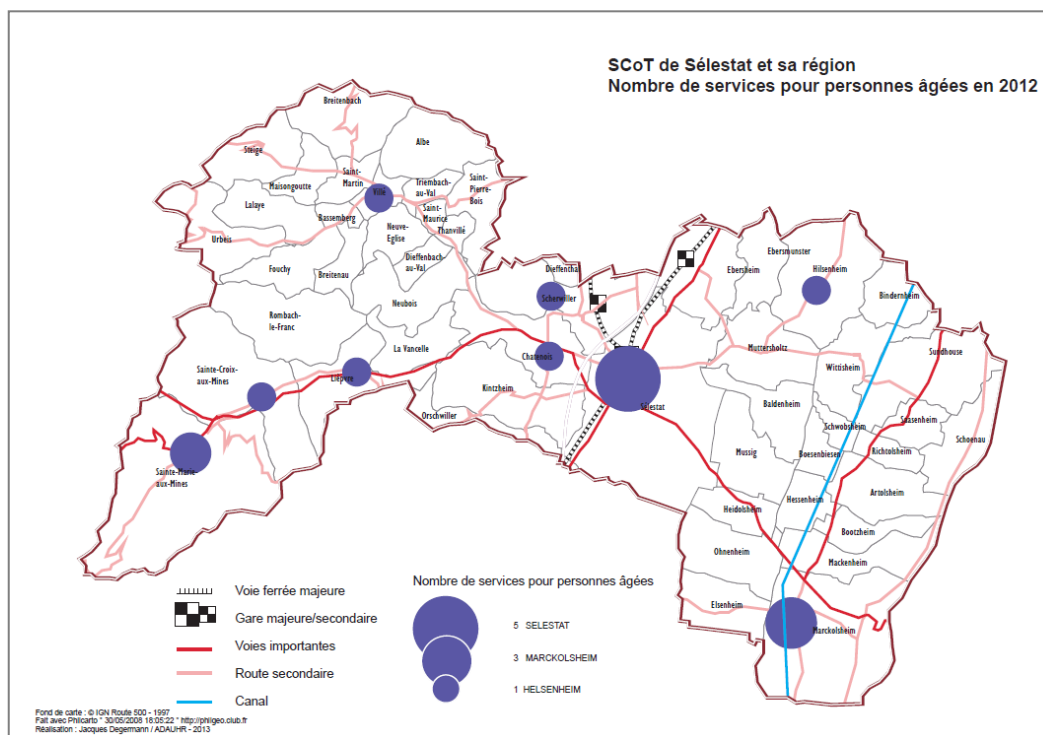 SCoT de Sélestat et sa région
Nombre de services pour personnes âgées en 2012
Breitenbach
Albe
Steige
Saint-
Martin
Maisongoutte
Triembach-
au-Val
Saint-
Pierre-
Bois
Villé
Lalaye
Bassemberg
Saint-
Maurice
Neuve-
Eglise
Thanvillé
Urbeis
Dieffenbach-
au-Val
Fouchy
Breitenau
Neubois
Rombach-
le-Franc
La Vancelle
Dieffenthal
Scherwiller
Ebersheim
Ebersmunster
Hilsenheim
Bindernheim
Sainte-Croix-
aux-Mines
Lièpvre
Chatenois
Kintzheim
Orschwiller
Sélestat
Muttersholtz
Sundhouse
Wittisheim
Baldenheim
Schwobsheim
Saasenheim
Schoenau
Mussig
Boesenbiesen
Richtolsheim
Sainte-Marie-
aux-Mines
Hessenheim
Artolsheim
Heidolsheim
Bootzheim
Ohnenheim
Mackenheim
Elsenheim
Marckolsheim
Voie ferrée majeure
Gare majeure/secondaire
Voies importantes
Route secondaire
Canal
Nombre de services pour personnes âgées
5 SELESTAT
3 MARCKOLSHEIM
1 HELSENHEIM
Fond de carte : © IGN Route 500 - 1997
Fait avec Philcarto * 30/05/2008 18:05:22 * http://philgeo.club.fr
Réalisation : Jacques Degermann / ADAUHR - 2013